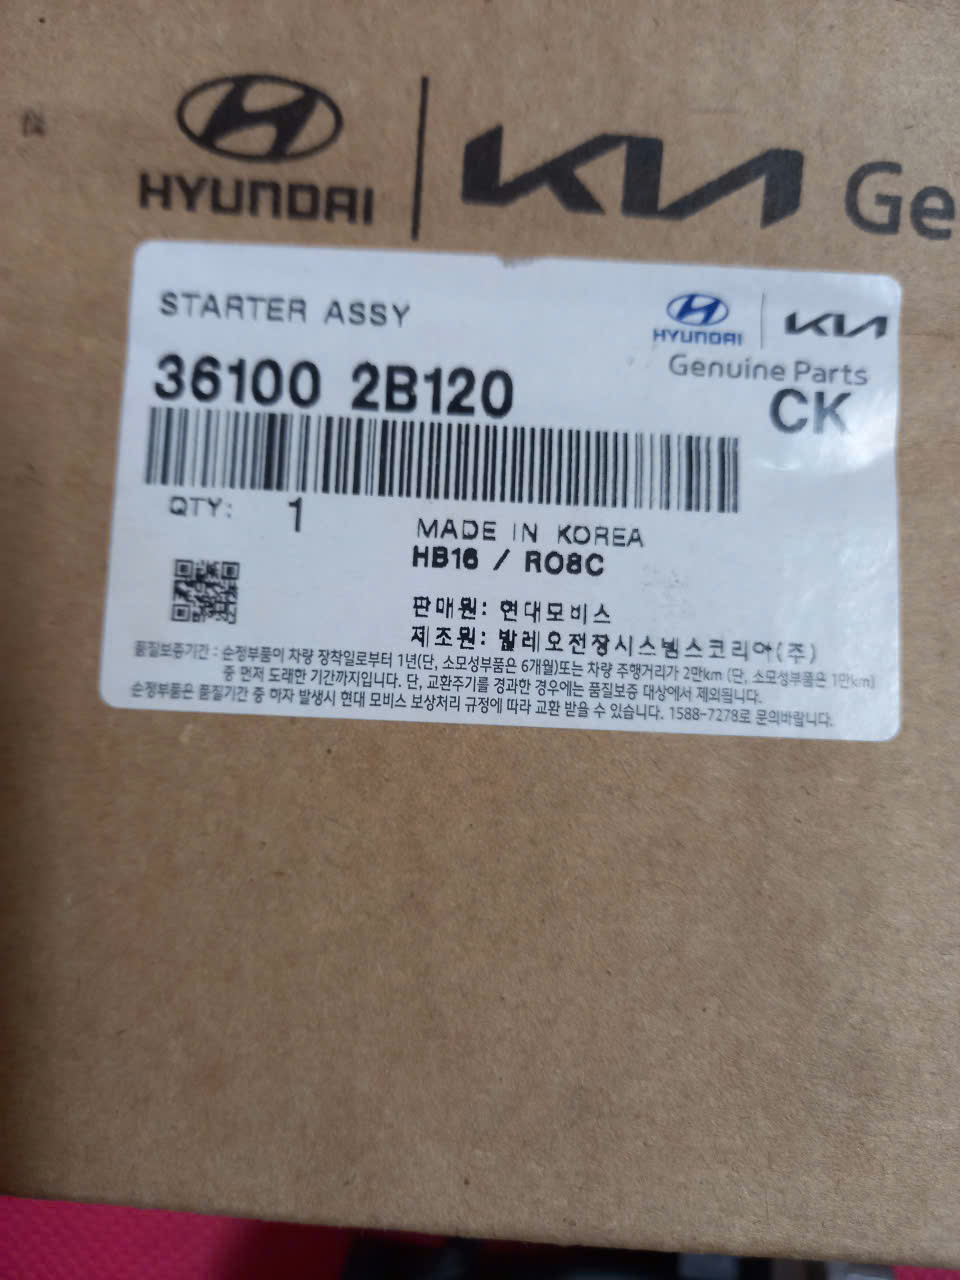 HYUNDAI | KIA Ge
STARTER ASSY
HYUNDAI | KIA
Genuine Parts
36100 2B120
CK
QTY: 1
MADE IN KOREA
HB16 / R08C
판매원: 현대모비스
제조원: 발레오전장시스템스코리아(주)
품질보증기간 : 순정부품이 차량 장착일로부터 1년(단, 소모성부품은 6개월)또는 차량 주행거리가 2만km (단, 소모성부품은 1만km)
중 먼저 도래한 기간까지입니다. 단, 교환주기를 경과한 경우에는 품질보증 대상에서 제외됩니다.
순정부품은 품질기간 중 하자 발생시 현대 모비스 보상처리 규정에 따라 교환 받을 수 있습니다. 1588-7278로 문의바랍니다.